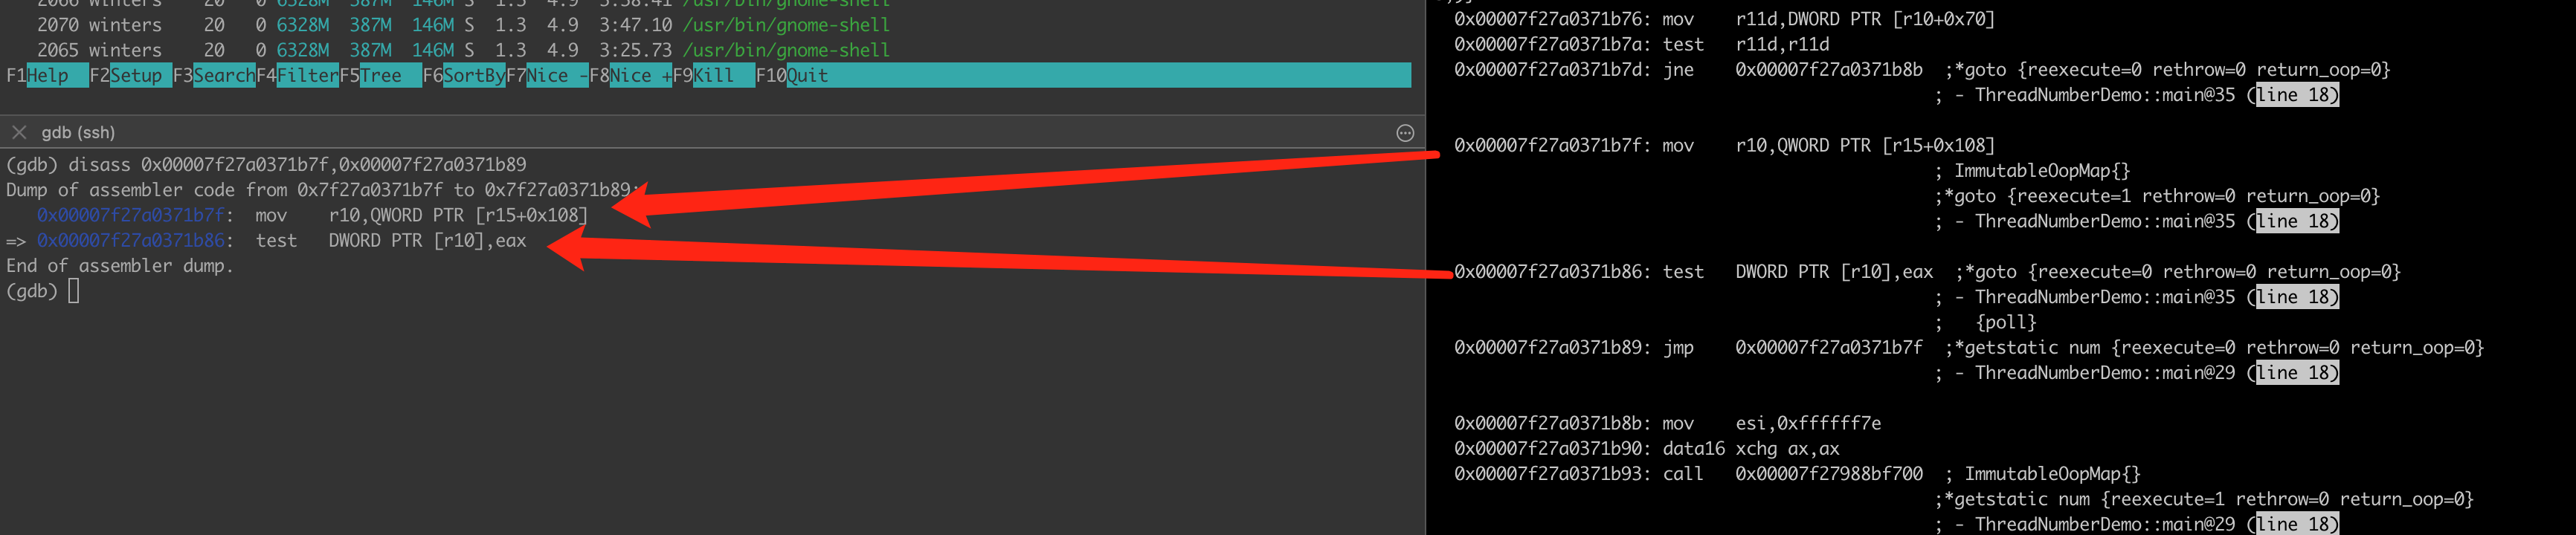 2066 winters 20 0 6328M 387M 146M S 1.3 4.9 3:58.41 /usr/bin/gnome-shell
2070 winters 20 0 6328M 387M 146M S 1.3 4.9 3:47.10 /usr/bin/gnome-shell
2065 winters 20 0 6328M 387M 146M S 1.3 4.9 3:25.73 /usr/bin/gnome-shell
F1Help F2Setup F3SearchF4FilterF5Tree F6SortByF7Nice -F8Nice +F9Kill F10Quit
gdb (ssh)
(gdb) disass 0x00007f27a0371b7f,0x00007f27a0371b89
Dump of assembler code from 0x7f27a0371b7f to 0x7f27a0371b89:
0x00007f27a0371b7f: mov r10,QWORD PTR [r15+0x108]
=> 0x00007f27a0371b86: test DWORD PTR [r10],eax
End of assembler dump.
(gdb)
0x00007f27a0371b76: mov r11d,DWORD PTR [r10+0x70]
0x00007f27a0371b7a: test r11d,r11d
0x00007f27a0371b7d: jne 0x00007f27a0371b8b ;*goto {reexecute=0 rethrow=0 return_oop=0}
; - ThreadNumberDemo::main@35 (line 18)
0x00007f27a0371b7f: mov r10,QWORD PTR [r15+0x108]
; ImmutableOopMap{}
;*goto {reexecute=1 rethrow=0 return_oop=0}
; - ThreadNumberDemo::main@35 (line 18)
0x00007f27a0371b86: test DWORD PTR [r10],eax ;*goto {reexecute=0 rethrow=0 return_oop=0}
; - ThreadNumberDemo::main@35 (line 18)
; {poll}
0x00007f27a0371b89: jmp 0x00007f27a0371b7f ;*getstatic num {reexecute=0 rethrow=0 return_oop=0}
; - ThreadNumberDemo::main@29 (line 18)
0x00007f27a0371b8b: mov esi,0xffffff7e
0x00007f27a0371b90: data16 xchg ax,ax
0x00007f27a0371b93: call 0x00007f27988bf700 ; ImmutableOopMap{}
;*getstatic num {reexecute=1 rethrow=0 return_oop=0}
; - ThreadNumberDemo::main@29 (line 18)